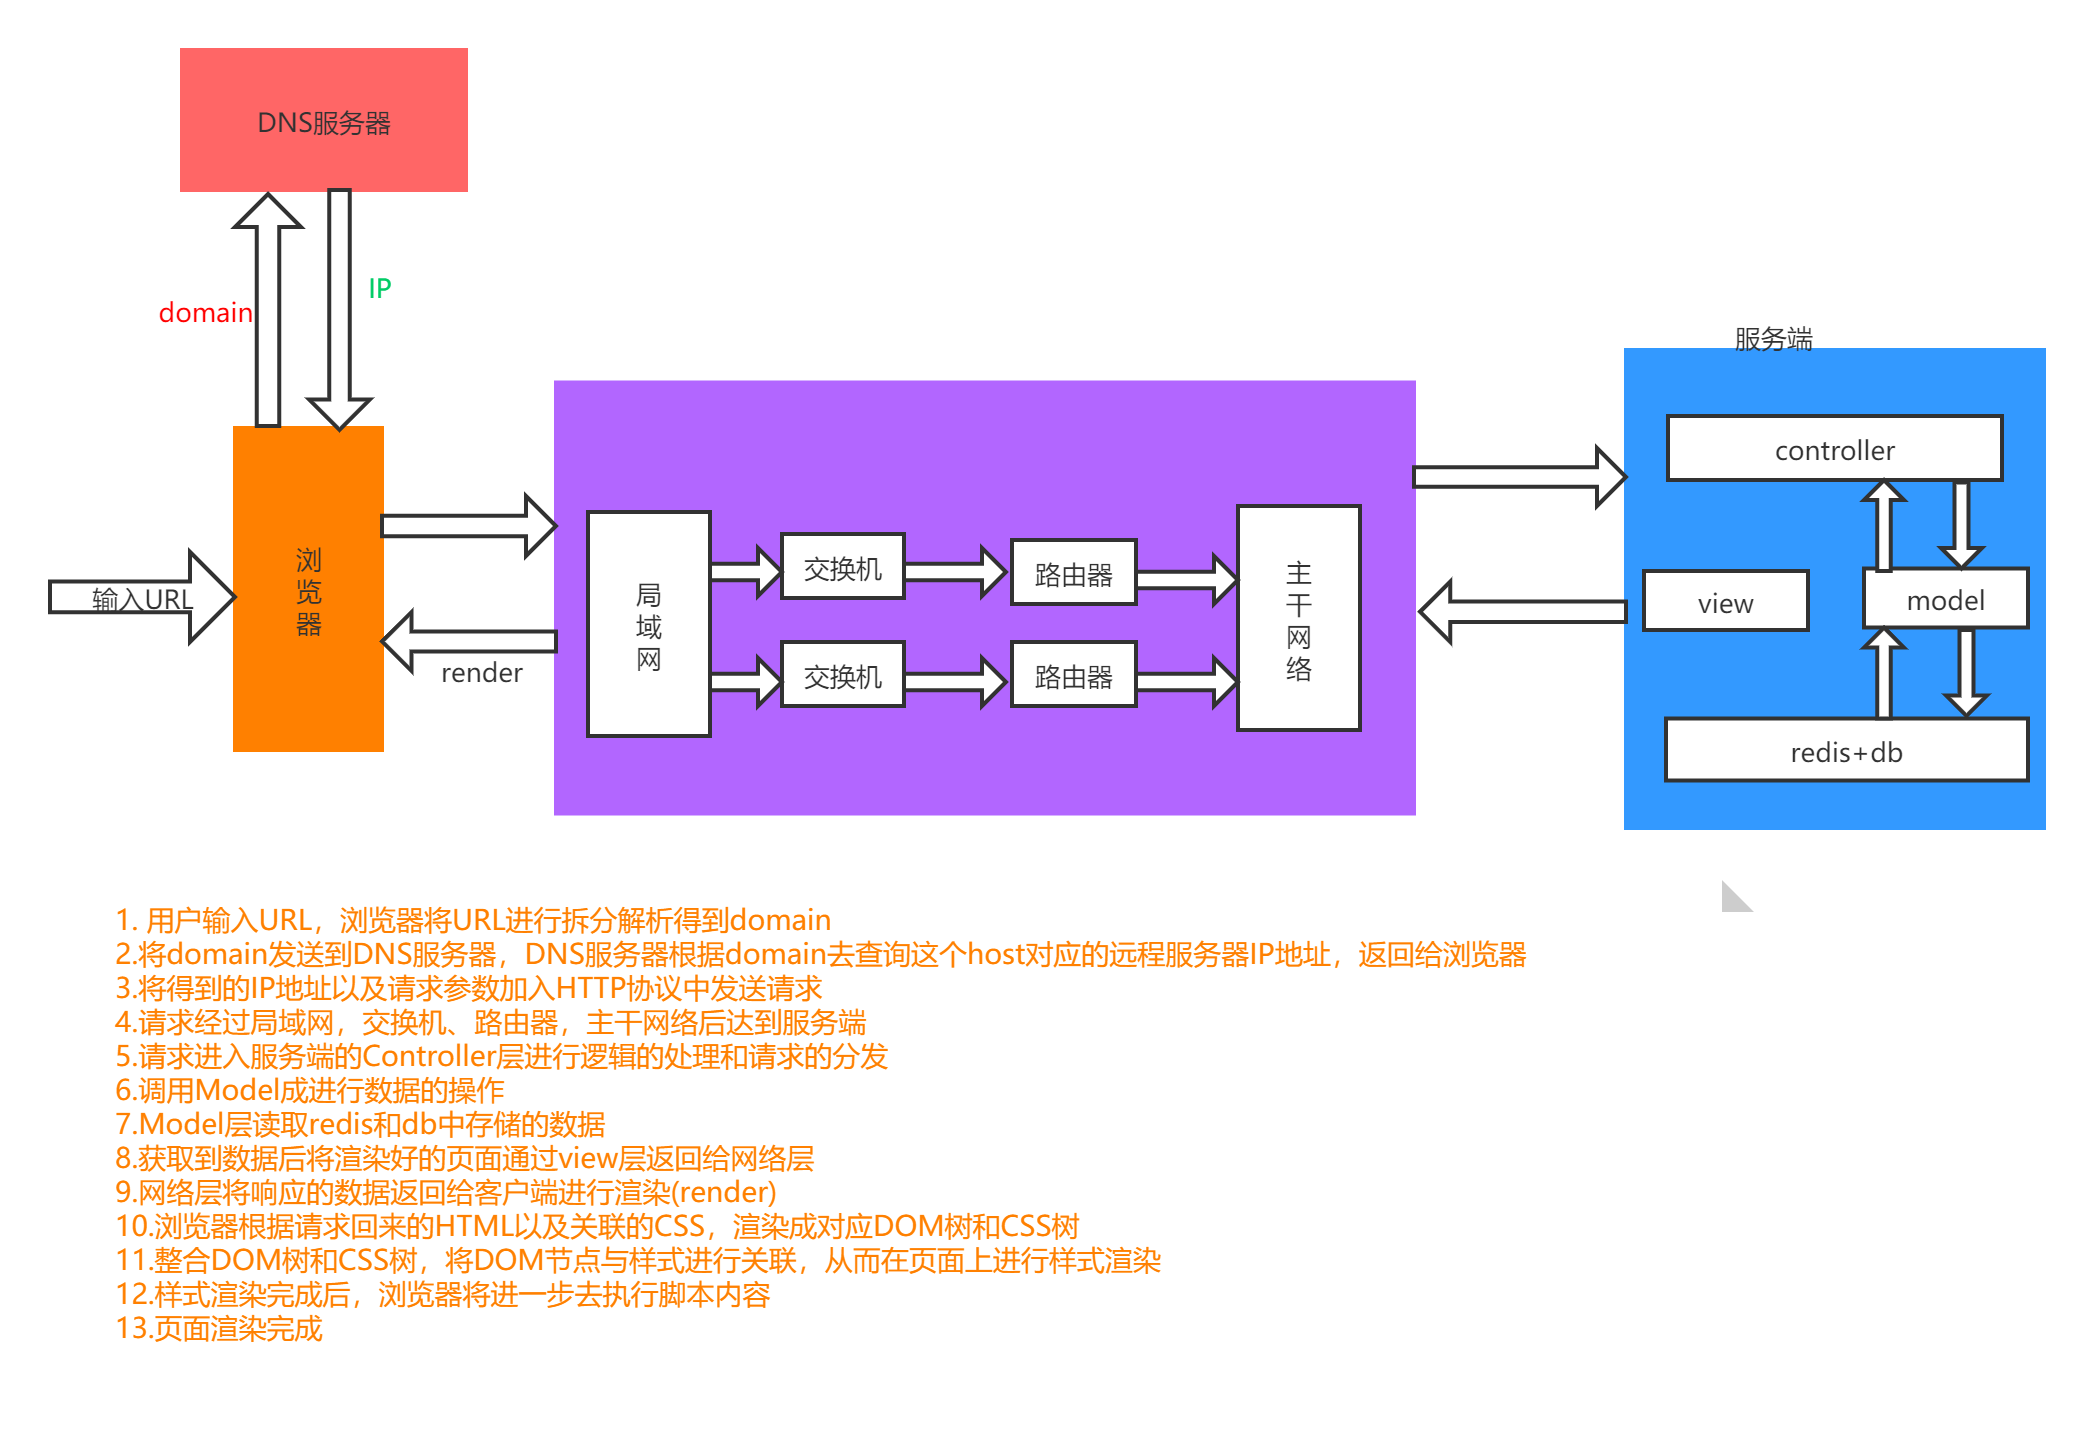 DNS服务器
domain
IP
输入URL
浏览器
render
局域网
交换机
路由器
交换机
路由器
主干网络
服务端
controller
view
model
redis+db
1. 用户输入URL，浏览器将URL进行拆分解析得到domain
2.将domain发送到DNS服务器，DNS服务器根据domain去查询这个host对应的远程服务器IP地址，返回给浏览器
3.将得到的IP地址以及请求参数加入HTTP协议中发送请求
4.请求经过局域网，交换机、路由器，主干网络后达到服务端
5.请求进入服务端的Controller层进行逻辑的处理和请求的分发
6.调用Model成进行数据的操作
7.Model层读取redis和db中存储的数据
8.获取到数据后将渲染好的页面通过view层返回给网络层
9.网络层将响应的数据返回给客户端进行渲染(render)
10.浏览器根据请求回来的HTML以及关联的CSS，渲染成对应DOM树和CSS树
11.整合DOM树和CSS树，将DOM节点与样式进行关联，从而在页面上进行样式渲染
12.样式渲染完成后，浏览器将进一步去执行脚本内容
13.页面渲染完成